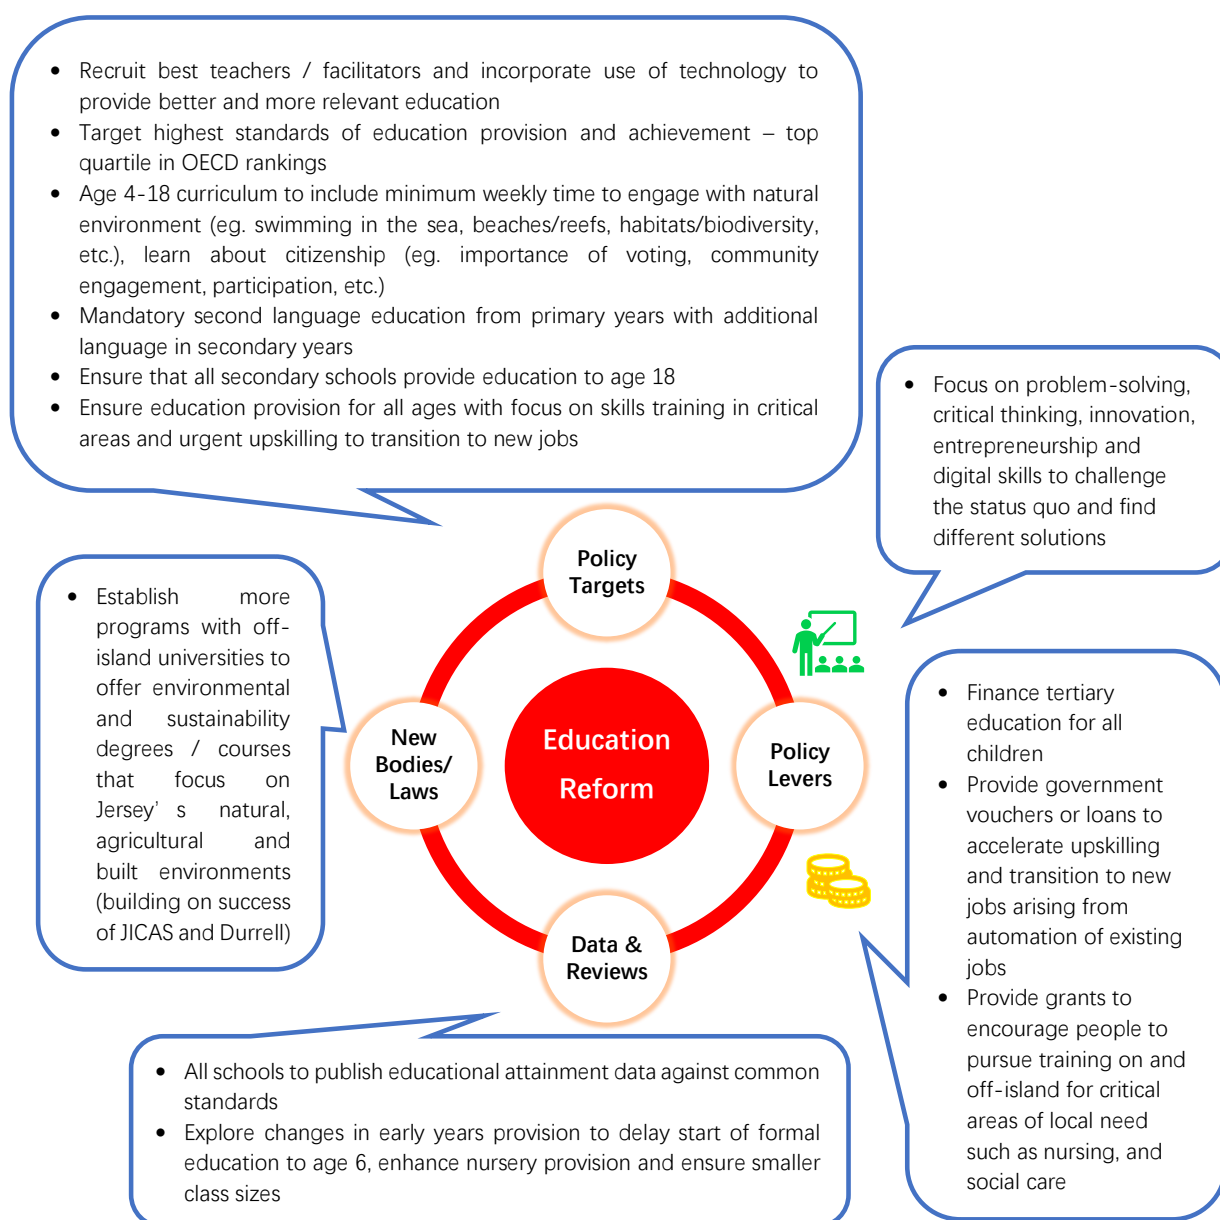 • Recruit best teachers / facilitators and incorporate use of technology to
provide better and more relevant education
• Target highest standards of education provision and achievement – top
quartile in OECD rankings
• Age 4-18 curriculum to include minimum weekly time to engage with natural
environment (eg. swimming in the sea, beaches/reefs, habitats/biodiversity,
etc.), learn about citizenship (eg. importance of voting, community
engagement, participation, etc.)
• Mandatory second language education from primary years with additional
language in secondary years
• Ensure that all secondary schools provide education to age 18
• Ensure education provision for all ages with focus on skills training in critical
areas and urgent upskilling to transition to new jobs
• Focus on problem-solving,
critical thinking, innovation,
entrepreneurship and
digital skills to challenge
the status quo and find
different solutions
Policy
Targets
• Establish more
programs with off-
island universities to
offer environmental
and sustainability
degrees / courses
that focus on
Jersey' s natural,
agricultural and
built environments
(building on success
of JICAS and Durrell)
New
Bodies/
Laws
Education
Reform
Policy
Levers
• Finance tertiary
education for all
children
• Provide government
vouchers or loans to
accelerate upskilling
and transition to new
jobs arising from
automation of existing
jobs
• Provide grants to
encourage people to
pursue training on and
off-island for critical
areas of local need
such as nursing, and
social care
Data &
Reviews
• All schools to publish educational attainment data against common
standards
• Explore changes in early years provision to delay start of formal
education to age 6, enhance nursery provision and ensure smaller
class sizes